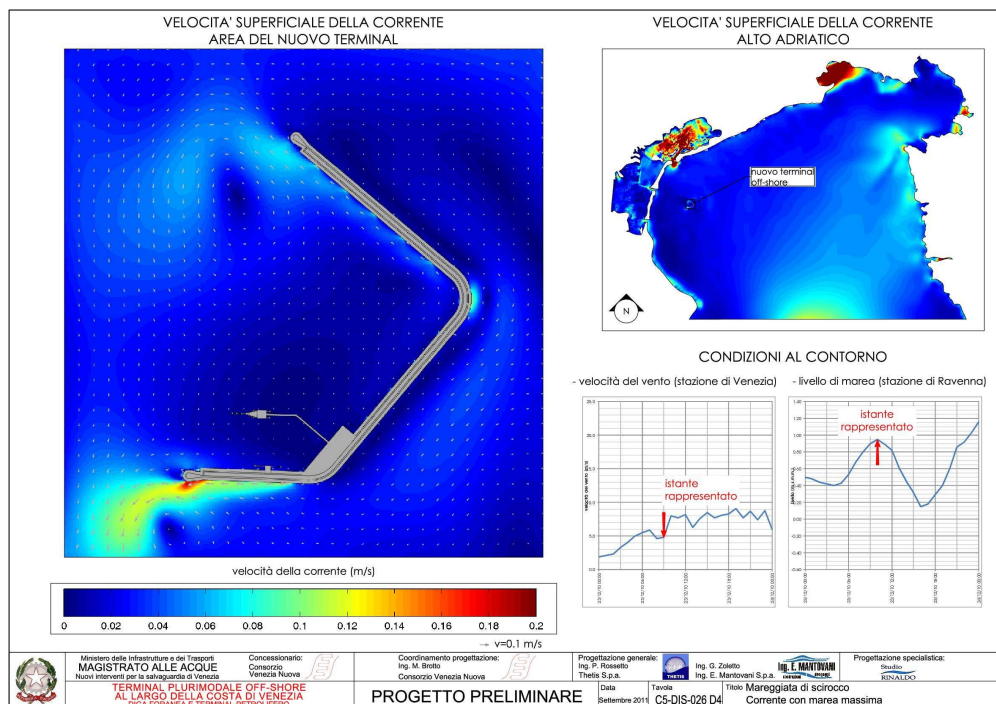 VELOCITA' SUPERFICIALE DELLA CORRENTE
AREA DEL NUOVO TERMINAL
VELOCITA' SUPERFICIALE DELLA CORRENTE
ALTO ADRIATICO
nuovo terminal
off-shore
N
CONDIZIONI AL CONTORNO
- velocità del vento (stazione di Venezia)
- livello di marea (stazione di Ravenna)
istante
rappresentato
istante
rappresentato
velocità della corrente (m/s)
0 0.02 0.04 0.06 0.08 0.1 0.12 0.14 0.16 0.18 0.2
→ v=0.1 m/s
Ministero delle Infrastrutture e dei Trasporti
MAGISTRATO ALLE ACQUE
Nuovi interventi per la salvaguardia di Venezia
Concessionario:
Consorzio
Venezia Nuova
TERMINAL PLURIMODALE OFF-SHORE
AL LARGO DELLA COSTA DI VENEZIA
DIGA FORANEA E TERMINAL PETROLIFERO
Coordinamento progettazione:
Ing. M. Brotto
Consorzio Venezia Nuova
PROGETTO PRELIMINARE
Progettazione generale:
Ing. P. Rossetto
Thetis S.p.a.
THETIS
Ing. G. Zoletto
Ing. E. Mantovani S.p.a.
Ing. E. MANTOVANI
Progettazione specialistica:
Studio
RINALDO
Data
Settembre 2011
Tavola
C5-DIS-026 D4
Titolo Mareggiata di scirocco
Corrente con marea massima